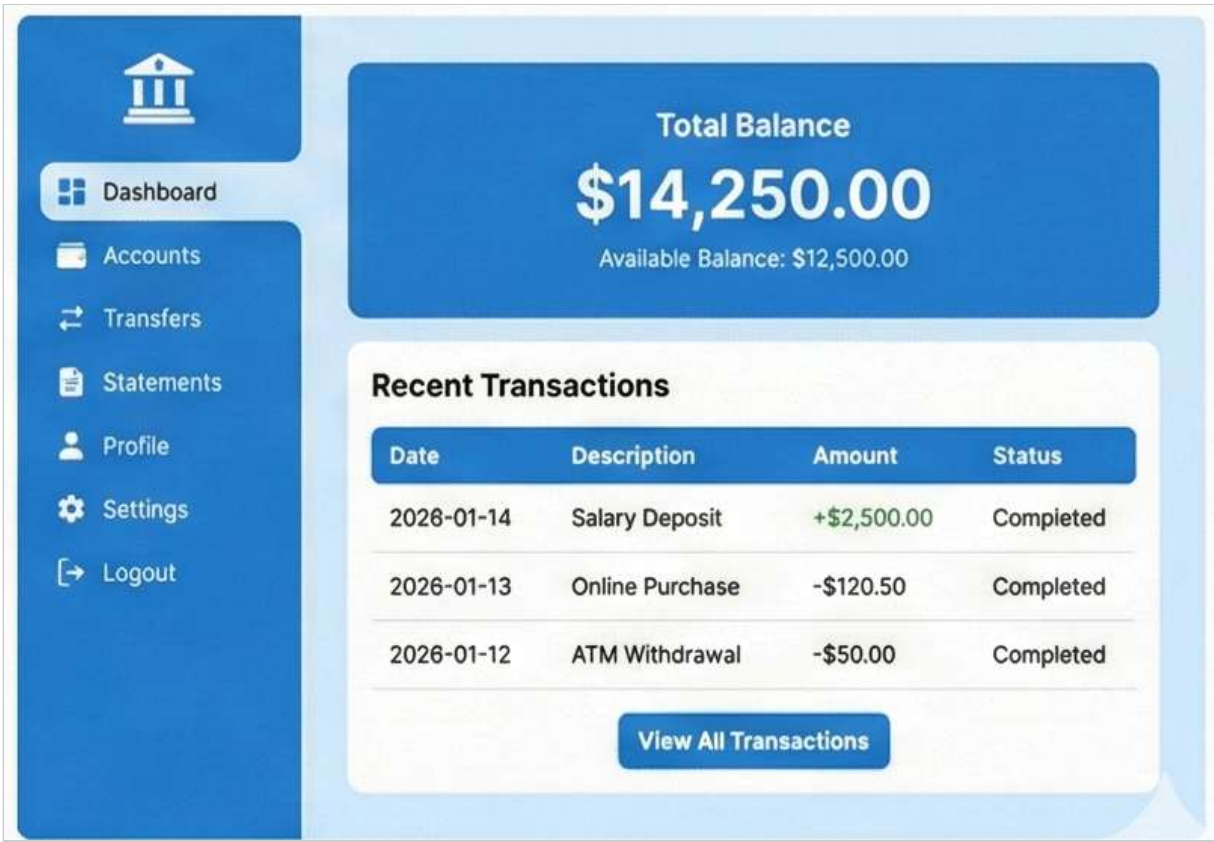 Dashboard
Accounts
Transfers
Statements
Profile
Settings
Logout
Total Balance
$14,250.00
Available Balance: $12,500.00
Recent Transactions
Date Description Amount Status
2026-01-14 Salary Deposit +$2,500.00 Completed
2026-01-13 Online Purchase -$120.50 Completed
2026-01-12 ATM Withdrawal -$50.00 Completed
View All Transactions